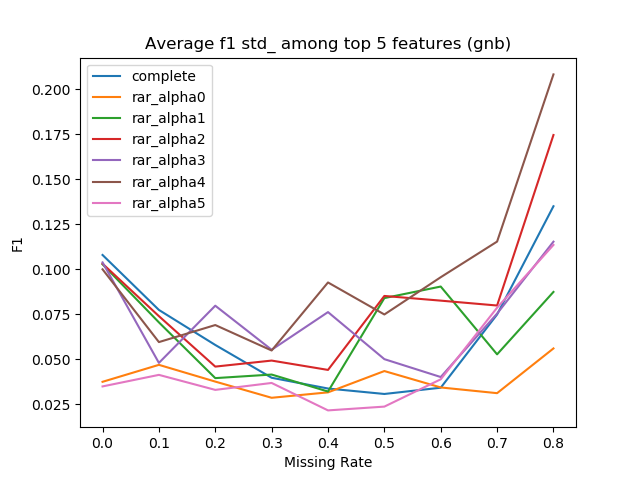 Average f1 std_ among top 5 features (gnb)
complete
rar_alpha0
rar_alpha1
rar_alpha2
rar_alpha3
rar_alpha4
rar_alpha5
0.200
0.175
0.150
0.125
0.100
0.075
0.050
0.025
F1
0.0 0.1 0.2 0.3 0.4 0.5 0.6 0.7 0.8
Missing Rate